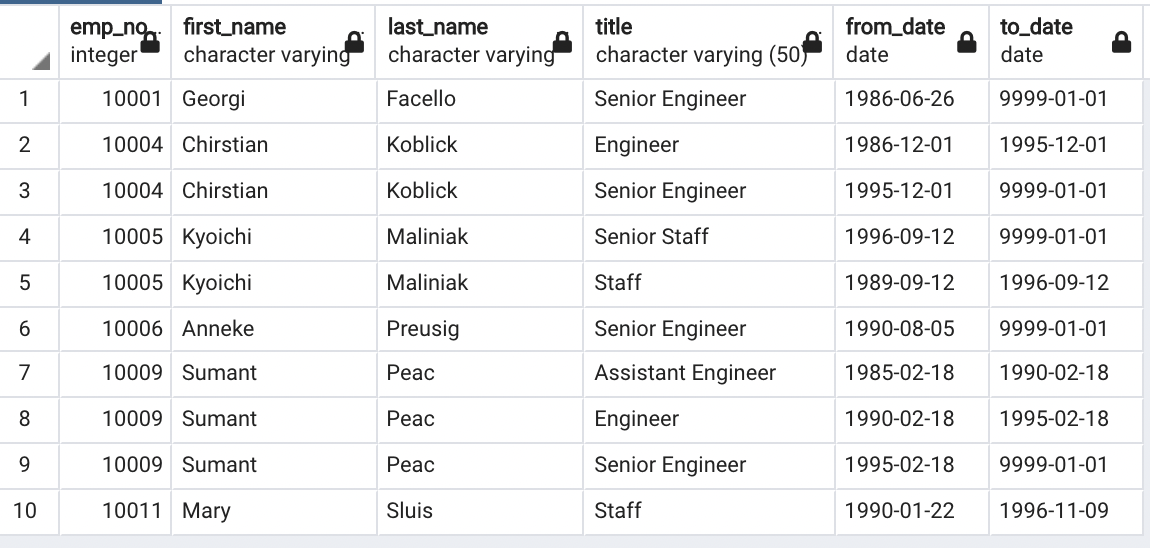 emp_no first_name last_name title from_date to_date
integer character varying character varying character varying (50) date date
1 10001 Georgi Facello Senior Engineer 1986-06-26 9999-01-01
2 10004 Chirstian Koblick Engineer 1986-12-01 1995-12-01
3 10004 Chirstian Koblick Senior Engineer 1995-12-01 9999-01-01
4 10005 Kyoichi Maliniak Senior Staff 1996-09-12 9999-01-01
5 10005 Kyoichi Maliniak Staff 1989-09-12 1996-09-12
6 10006 Anneke Preusig Senior Engineer 1990-08-05 9999-01-01
7 10009 Sumant Peac Assistant Engineer 1985-02-18 1990-02-18
8 10009 Sumant Peac Engineer 1990-02-18 1995-02-18
9 10009 Sumant Peac Senior Engineer 1995-02-18 9999-01-01
10 10011 Mary Sluis Staff 1990-01-22 1996-11-09